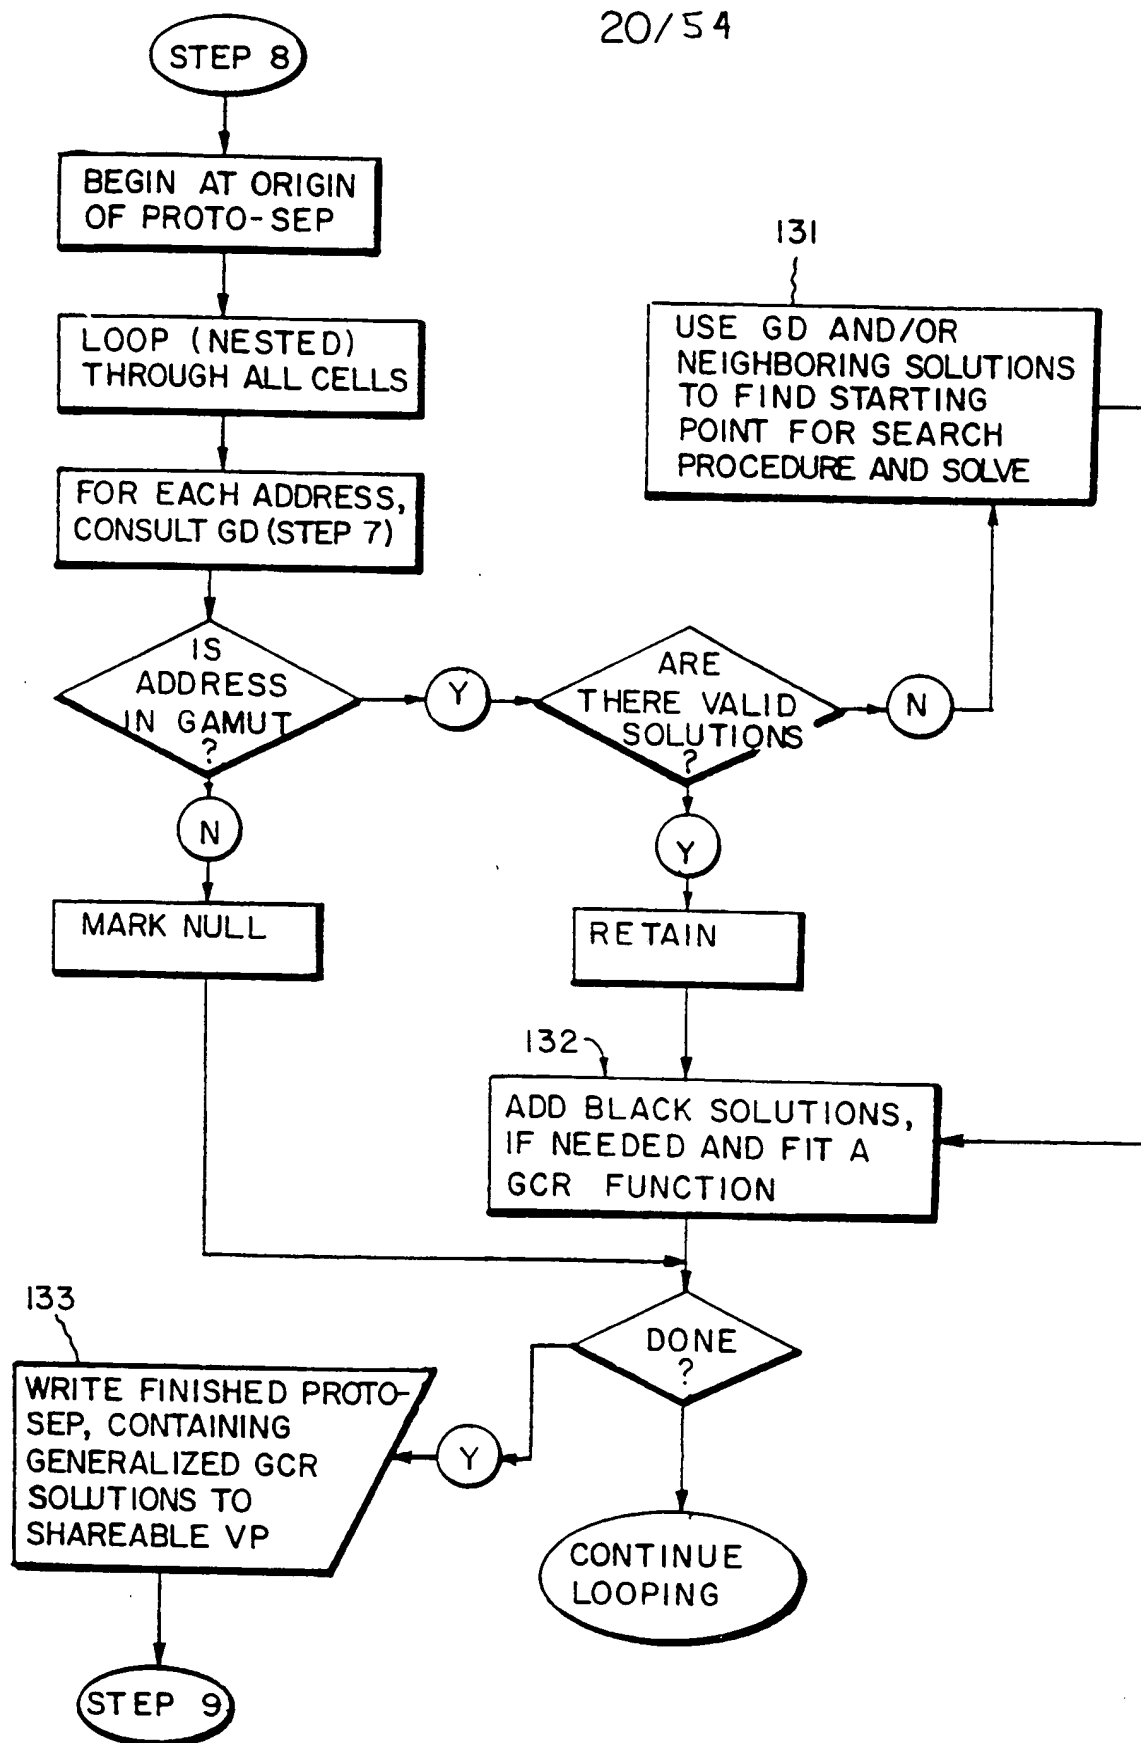 20/54
STEP 8
BEGIN AT ORIGIN
OF PROTO-SEP
LOOP (NESTED)
THROUGH ALL CELLS
FOR EACH ADDRESS,
CONSULT GD (STEP 7)
IS
ADDRESS
IN GAMUT
?
Y
ARE
THERE VALID
SOLUTIONS
?
N
131
USE GD AND/OR
NEIGHBORING SOLUTIONS
TO FIND STARTING
POINT FOR SEARCH
PROCEDURE AND SOLVE
N
Y
MARK NULL
RETAIN
132
ADD BLACK SOLUTIONS,
IF NEEDED AND FIT A
GCR FUNCTION
DONE
?
Y
133
WRITE FINISHED PROTO-
SEP, CONTAINING
GENERALIZED GCR
SOLUTIONS TO
SHAREABLE VP
CONTINUE
LOOPING
STEP 9